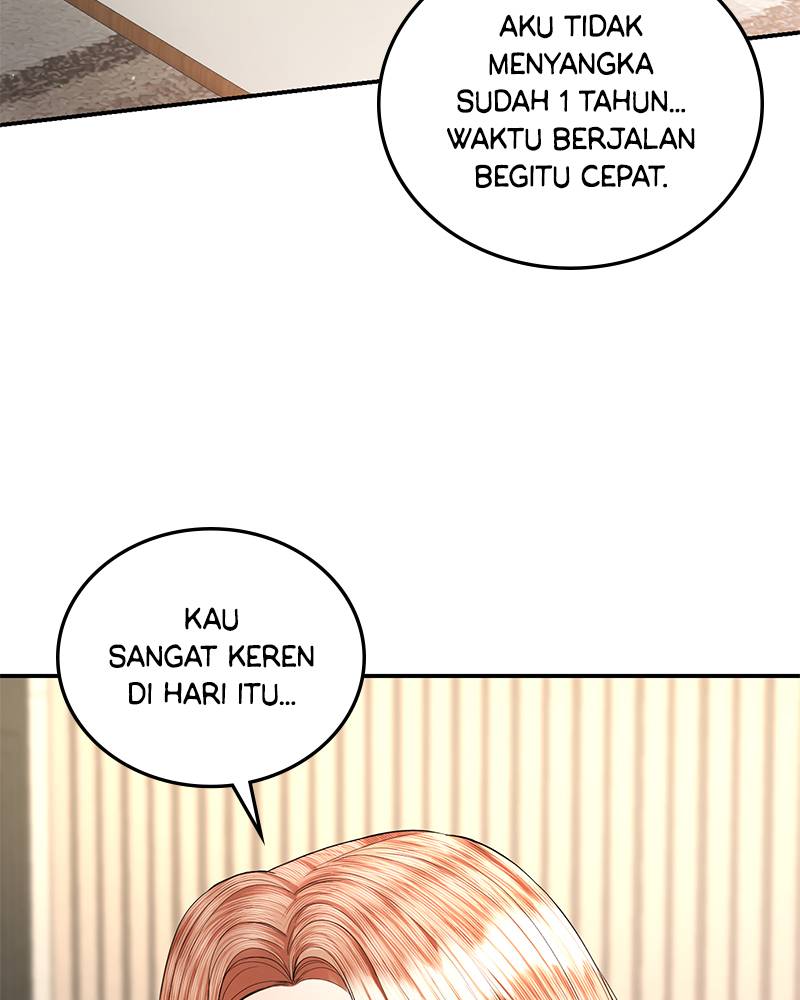 AKU TIDAK
MENYANGKA
SUDAH 1 TAHUN...
WAKTU BERJALAN
BEGITU CEPAT.
KAU
SANGAT KEREN
DI HARI ITU...